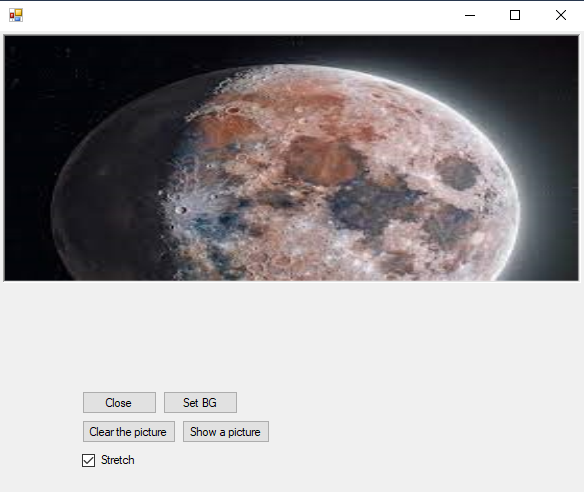 Close Set BG
Clear the picture Show a picture
Stretch